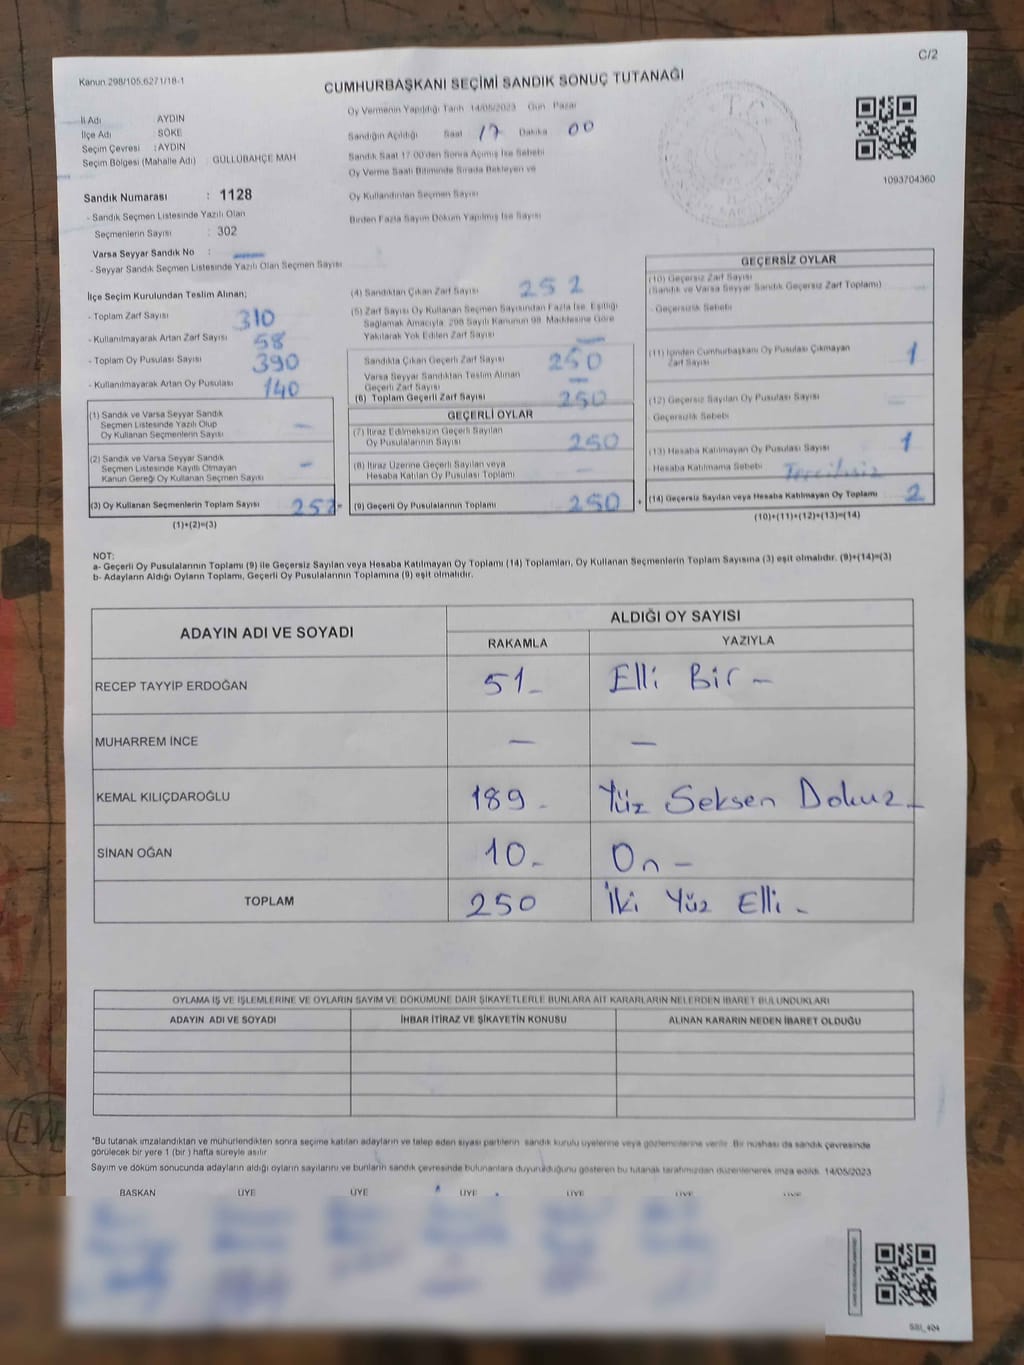 C/2
Kanun 298/105,6271/18-1
CUMHURBAŞKANI SEÇİMİ SANDIK SONUÇ TUTANAĞI
İl Adı AYDIN
İlçe Adı SÖKE
Seçim Çevresi : AYDIN
Seçim Bölgesi (Mahalle Adı) : GÜLLÜBAHÇE MAH
Sandık Numarası : 1128
- Sandık Seçmen Listesinde Yazılı Olan
Seçmenlerin Sayısı : 302
Varsa Seyyar Sandık No :
- Seyyar Sandık Seçmen Listesinde Yazılı Olan Seçmen Sayısı
Oy Vermenin Yapıldığı Tarih 14/05/2023 Gün Pazar
Sandığın Açıldığı Saat 17 Dakika 00
Sandık Saat 17:00'den Sonra Açılmış İse Sebebi
Oy Verme Saati Bitiminde Sırada Bekleyen ve
Oy Kullandırılan Seçmen Sayısı
Birden Fazla Sayım Döküm Yapılmış İse Sayısı
1093704360
İlçe Seçim Kurulundan Teslim Alınan;
- Toplam Zarf Sayısı 310
- Kullanılmayarak Artan Zarf Sayısı 58
- Toplam Oy Pusulası Sayısı 390
- Kullanılmayarak Artan Oy Pusulası 140
(1) Sandık ve Varsa Seyyar Sandık
Seçmen Listesinde Yazılı Olup
Oy Kullanan Seçmenlerin Sayısı –
(2) Sandık ve Varsa Seyyar Sandık
Seçmen Listesinde Kayıtlı Olmayan
Kanun Gereği Oy Kullanan Seçmen Sayısı –
(3) Oy Kullanan Seçmenlerin Toplam Sayısı 252 =
(1)+(2)=(3)
(4) Sandıktan Çıkan Zarf Sayısı 252
(5) Zarf Sayısı Oy Kullanan Seçmen Sayısından Fazla İse, Eşitliği
Sağlamak Amacıyla, 298 Sayılı Kanunun 98. Maddesine Göre
Yakılarak Yok Edilen Zarf Sayısı –
Sandıkta Çıkan Geçerli Zarf Sayısı 250
Varsa Seyyar Sandıktan Teslim Alınan
Geçerli Zarf Sayısı –
(6) Toplam Geçerli Zarf Sayısı 250
GEÇERLİ OYLAR
(7) İtiraz Edilmeksizin Geçerli Sayılan
Oy Pusulalarının Sayısı 250
(8) İtiraz Üzerine Geçerli Sayılan veya
Hesaba Katılan Oy Pusulası Toplamı –
(9) Geçerli Oy Pusulalarının Toplamı 250 +
GEÇERSİZ OYLAR
(10) Geçersiz Zarf Sayısı
(Sandık ve Varsa Seyyar Sandık Geçersiz Zarf Toplamı)
Geçersizlik Sebebi
(11) İçinden Cumhurbaşkanı Oy Pusulası Çıkmayan
Zarf Sayısı 1
(12) Geçersiz Sayılan Oy Pusulası Sayısı –
Geçersizlik Sebebi
(13) Hesaba Katılmayan Oy Pusulası Sayısı 1
Hesaba Katılmama Sebebi Tercihsiz
(14) Geçersiz Sayılan veya Hesaba Katılmayan Oy Toplamı 2
(10)+(11)+(12)+(13)=(14)
NOT:
a- Geçerli Oy Pusulalarının Toplamı (9) ile Geçersiz Sayılan veya Hesaba Katılmayan Oy Toplamı (14) Toplamları, Oy Kullanan Seçmenlerin Toplam Sayısına (3) eşit olmalıdır. (9)+(14)=(3)
b- Adayların Aldığı Oyların Toplamı, Geçerli Oy Pusulalarının Toplamına (9) eşit olmalıdır.
ADAYIN ADI VE SOYADI
ALDIĞI OY SAYISI
RAKAMLA YAZIYLA
RECEP TAYYİP ERDOĞAN 51- Elli Bir -
MUHARREM İNCE – –
KEMAL KILIÇDAROĞLU 189- Yüz Seksen Dokuz -
SİNAN OĞAN 10- On -
TOPLAM 250 İki Yüz Elli -
OYLAMA İŞ VE İŞLEMLERİNE VE OYLARIN SAYIM VE DÖKÜMÜNE DAİR ŞİKAYETLERLE BUNLARA AİT KARARLARIN NELERDEN İBARET BULUNDUKLARI
ADAYIN ADI VE SOYADI İHBAR İTİRAZ VE ŞİKAYETİN KONUSU ALINAN KARARIN NEDEN İBARET OLDUĞU
*Bu tutanak imzalandıktan ve mühürlendikten sonra seçime katılan adayların ve talep eden siyasi partilerin sandık kurulu üyelerine veya gözlemcilerine verilir. Bir nüshası da sandık çevresinde
görülecek bir yere 1 (bir) hafta süreyle asılır
Sayım ve döküm sonucunda adayların aldığı oyların sayılarını ve bunların sandık çevresinde bulunanlara duyurulduğunu gösteren bu tutanak tarafımızdan düzenlenerek imza edildi. 14/05/2023
BAŞKAN ÜYE ÜYE ÜYE ÜYE ÜYE ÜYE